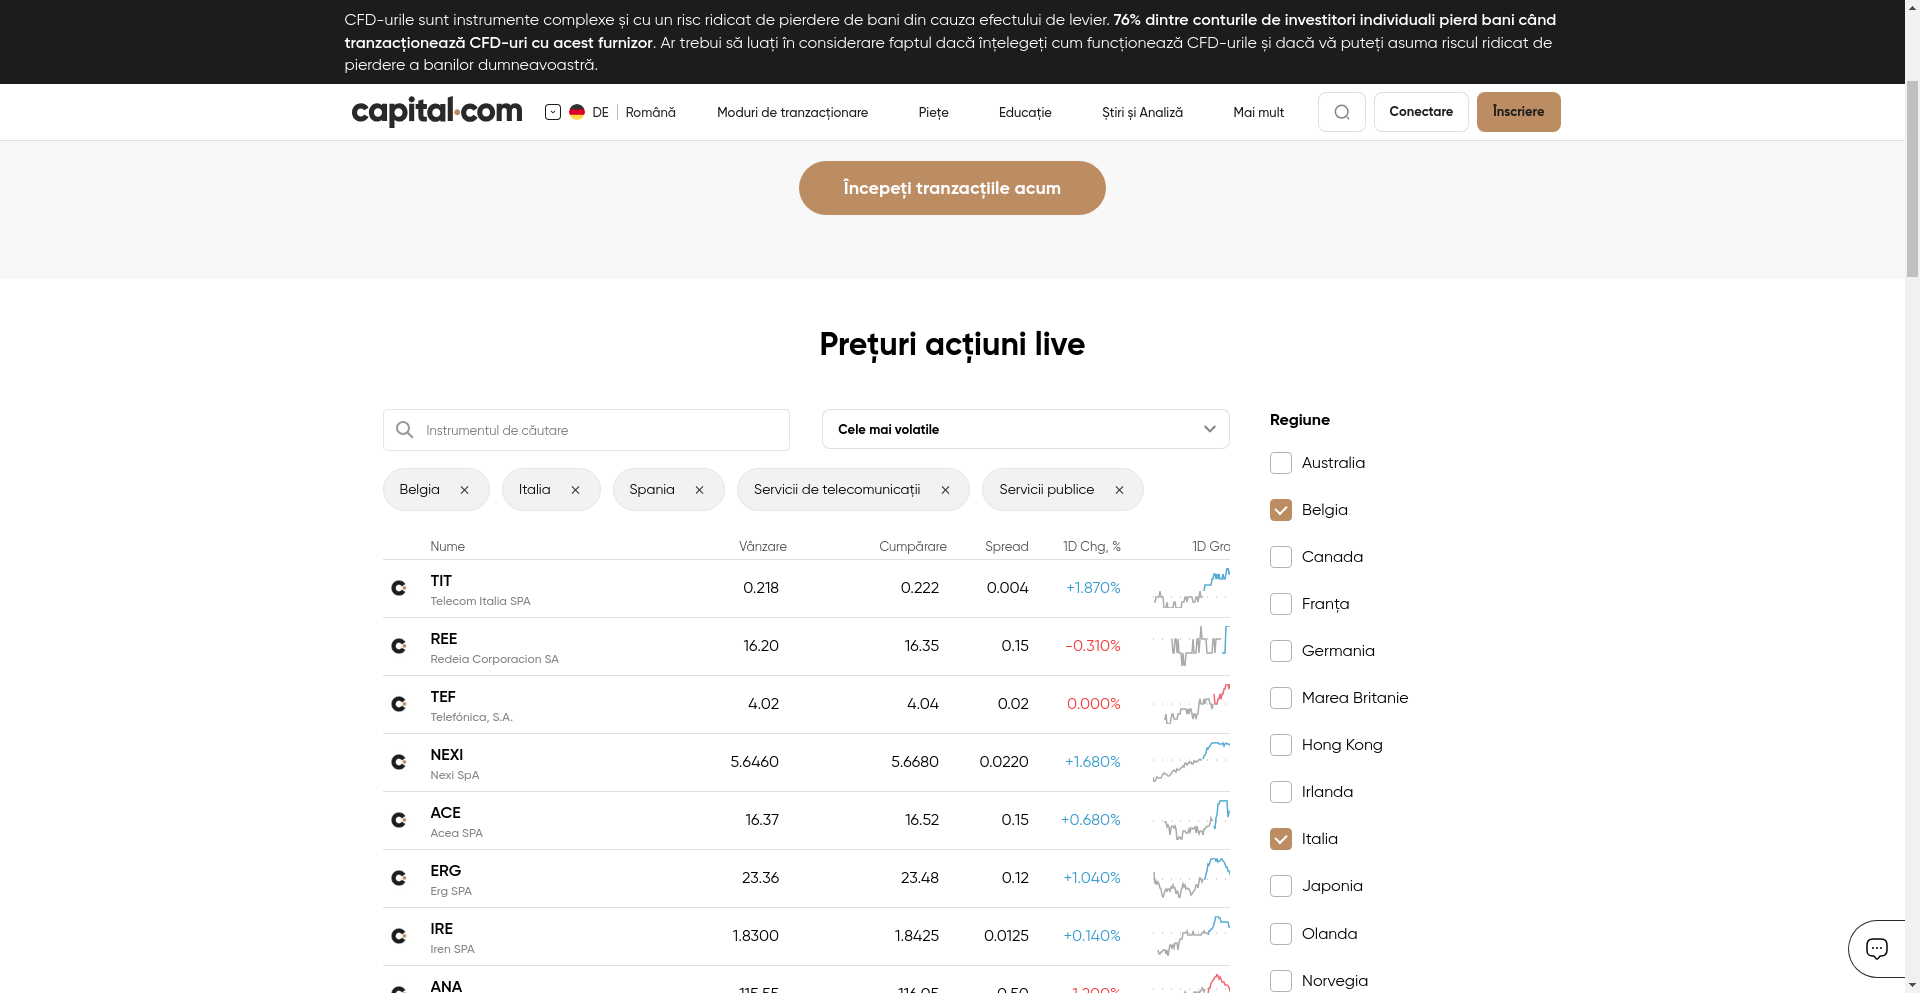 CFD-urile sunt instrumente complexe și cu un risc ridicat de pierdere de bani din cauza efectului de levier. 76% dintre conturile de investitori individuali pierd bani când
tranzacționează CFD-uri cu acest furnizor. Ar trebui să luați în considerare faptul dacă înțelegeți cum funcționează CFD-urile și dacă vă puteți asuma riscul ridicat de
pierdere a banilor dumneavoastră.
capital.com DE Română Moduri de tranzacționare Piețe Educație Știri și Analiză Mai mult Conectare Înscriere
Începeți tranzacțiile acum
Prețuri acțiuni live
Instrumentul de căutare
Cele mai volatile
Belgia
Italia
Spania
Servicii de telecomunicații
Servicii publice
Nume Vânzare Cumpărare Spread 1D Chg, % 1D Gra
TIT 0.218 0.222 0.004 +1.870%
Telecom Italia SPA
REE 16.20 16.35 0.15 -0.310%
Redeia Corporacion SA
TEF 4.02 4.04 0.02 0.000%
Telefónica, S.A.
NEXI 5.6460 5.6680 0.0220 +1.680%
Nexi SpA
ACE 16.37 16.52 0.15 +0.680%
Acea SPA
ERG 23.36 23.48 0.12 +1.040%
Erg SPA
IRE 1.8300 1.8425 0.0125 +0.140%
Iren SPA
ANA
Regiune
Australia
Belgia
Canada
Franța
Germania
Marea Britanie
Hong Kong
Irlanda
Italia
Japonia
Olanda
Norvegia